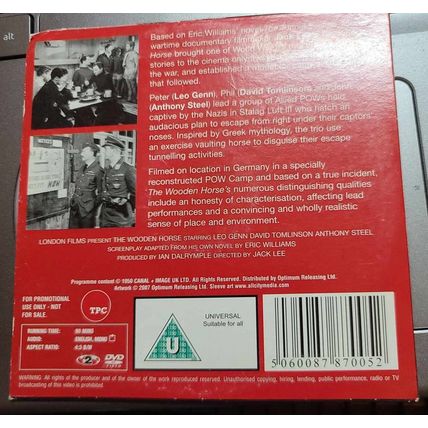 alt
Based on Eric Williams' novel,
wartime documentary
Horse brought one of World War
stories to the cinema only
the war, and established a
that followed.
Peter (Leo Genn), Phil (David Tomlinson)
(Anthony Steel) lead a group of Allied POWs held
captive by the Nazis in Stalag Luft III who hatch an
audacious plan to escape from right under their captors'
noses. Inspired by Greek mythology, the trio use
an exercise vaulting horse to disguise their escape
tunnelling activities.
Filmed on location in Germany in a specially
reconstructed POW Camp and based on a true incident,
'The Wooden Horse's numerous distinguishing qualities
include an honesty of characterisation, affecting lead
performances and a convincing and wholly realistic
sense of place and environment.
LONDON FILMS PRESENT THE WOODEN HORSE STARRING LEO GENN DAVID TOMLINSON ANTHONY STEEL
SCREENPLAY ADAPTED FROM HIS OWN NOVEL BY ERIC WILLIAMS
PRODUCED BY IAN DALRYMPLE DIRECTED BY JACK LEE
Programme content © 1950 CANAL + IMAGE UK LTD. All Rights Reserved. Distributed by Optimum Releasing Ltd.
Artwork © 2007 Optimum Releasing Ltd. Sleeve art www.allcitymedia.com
FOR PROMOTIONAL
USE ONLY - NOT
FOR SALE.
TPC
RUNNING TIME: 98 MINS
AUDIO: ENGLISH, MONO
ASPECT RATIO: 4:3 B/W
2
DVD
VIDEO
U
UNIVERSAL
Suitable for all
5 060087 870052
WARNING: All rights of the producer and of the owner of the work reproduced reserved. Unauthorised copying, hiring, lending, public performance, radio or TV
broadcasting of this video is prohibited.